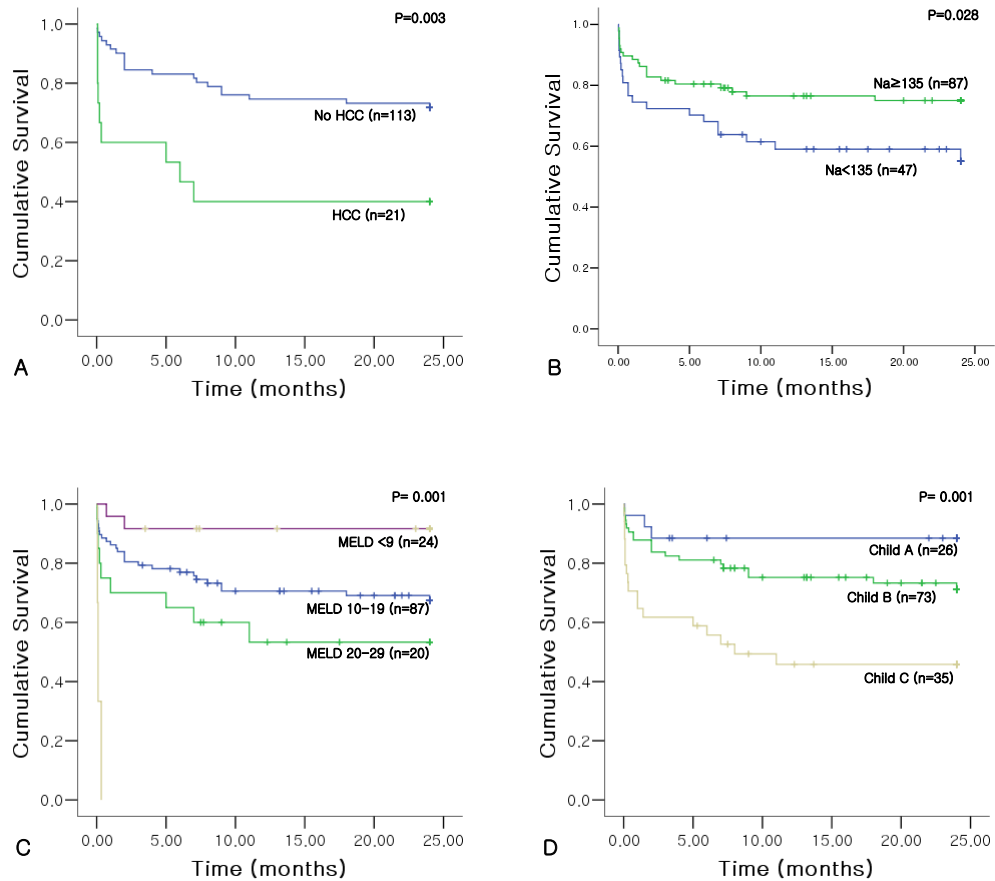 P=0.003
1.0
0.8
0.6
0.4
0.2
0.0
Cumulative Survival
No HCC (n=113)
HCC (n=21)
0.00 5.00 10.00 15.00 20.00 25.00
Time (months)
A
P=0.028
1.0
0.8
0.6
0.4
0.2
0.0
Cumulative Survival
Na≥135 (n=87)
Na<135 (n=47)
0.00 5.00 10.00 15.00 20.00 25.00
Time (months)
B
P= 0.001
1.0
0.8
0.6
0.4
0.2
0.0
Cumulative Survival
MELD <9 (n=24)
MELD 10-19 (n=87)
MELD 20-29 (n=20)
0.00 5.00 10.00 15.00 20.00 25.00
Time (months)
C
P= 0.001
1.0
0.8
0.6
0.4
0.2
0.0
Cumulative Survival
Child A (n=26)
Child B (n=73)
Child C (n=35)
0.00 5.00 10.00 15.00 20.00 25.00
Time (months)
D